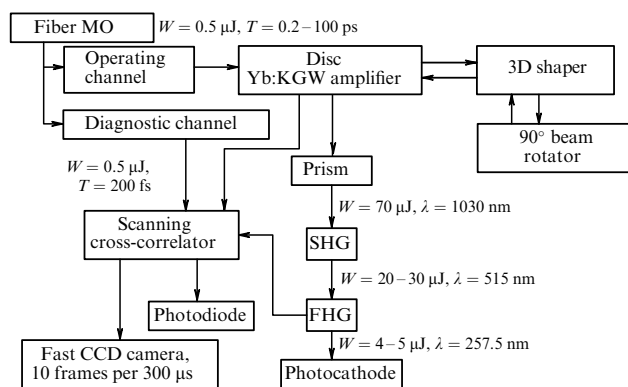 Fiber MO
W = 0.5 μJ, T = 0.2–100 ps
Operating
channel
Disc
Yb:KGW amplifier
3D shaper
Diagnostic channel
90° beam
rotator
W = 0.5 μJ,
T = 200 fs
Prism
W = 70 μJ, λ = 1030 nm
Scanning
cross-correlator
SHG
W = 20–30 μJ, λ = 515 nm
Photodiode
FHG
W = 4–5 μJ, λ = 257.5 nm
Fast CCD camera,
10 frames per 300 μs
Photocathode